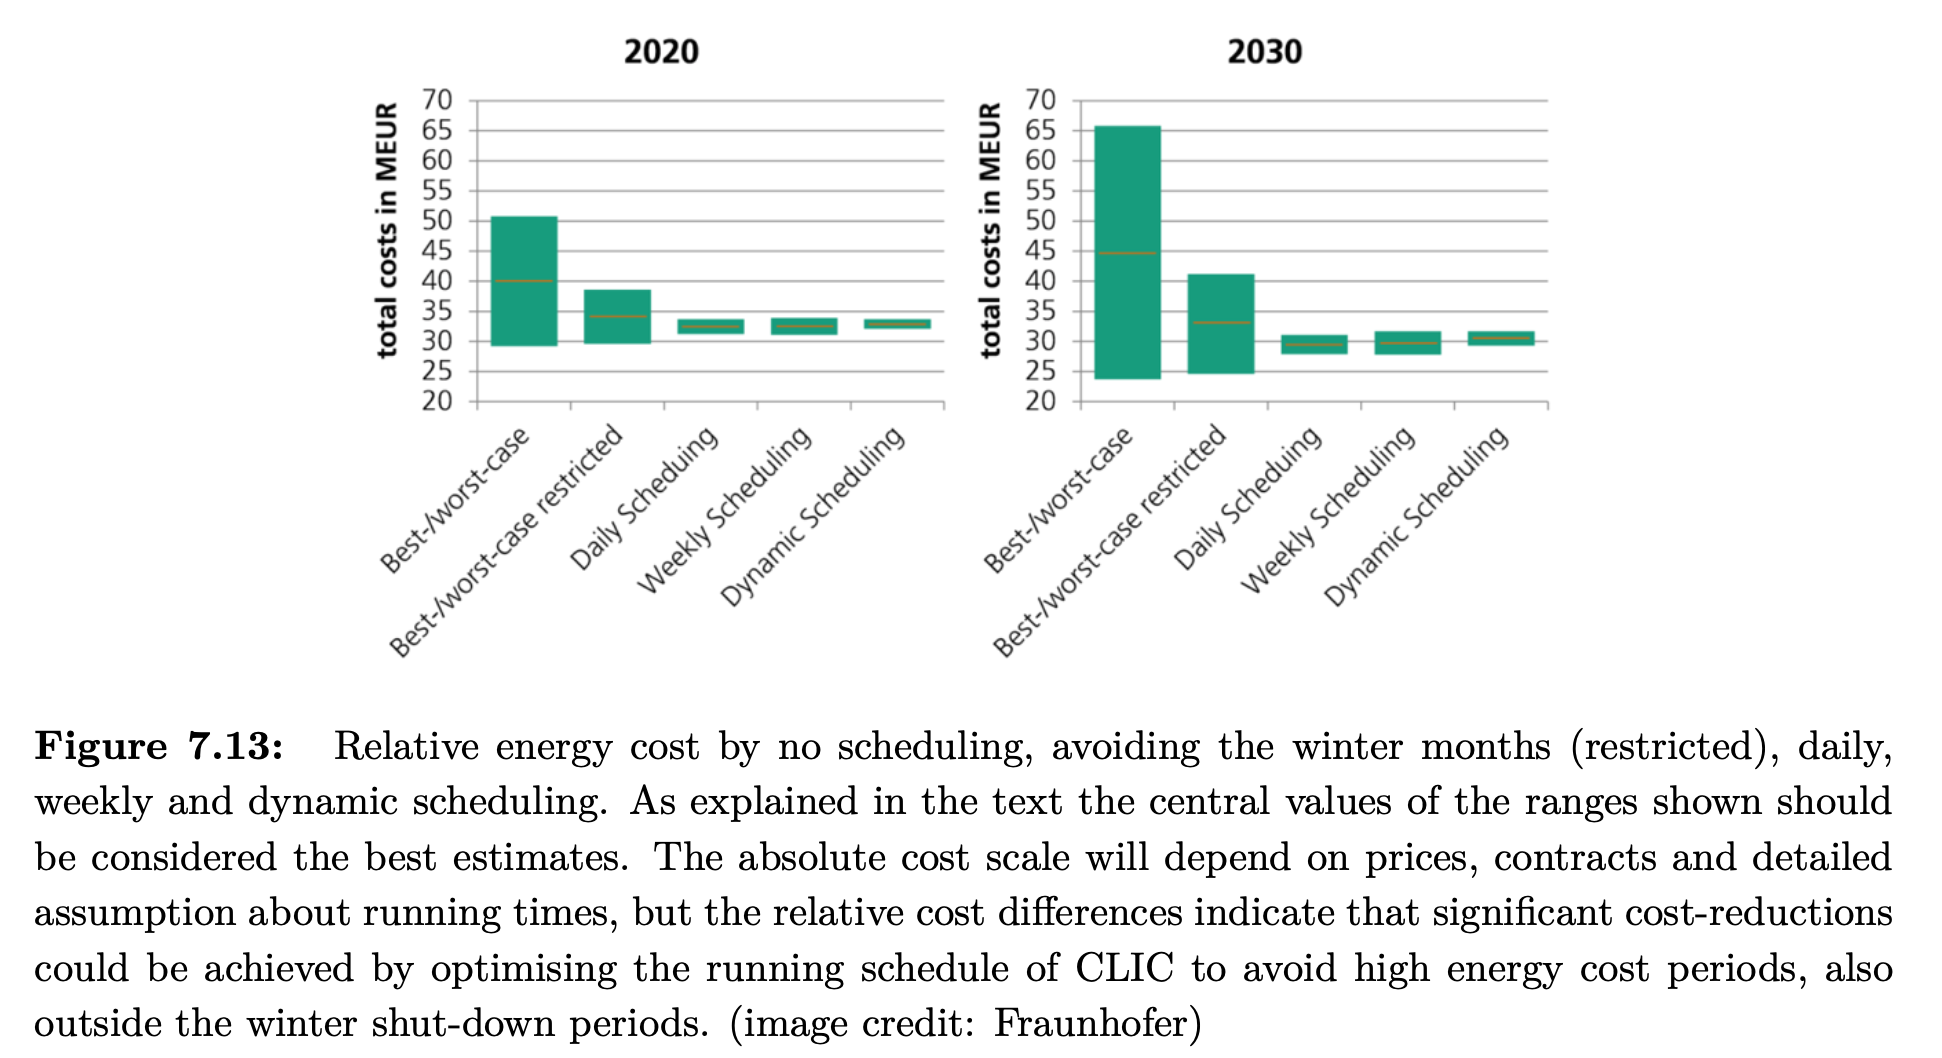 2020
total costs in MEUR
70
65
60
55
50
45
40
35
30
25
20
Best-/worst-case
Best-/worst-case restricted
Daily Scheduing
Weekly Scheduling
Dynamic Scheduling
2030
total costs in MEUR
70
65
60
55
50
45
40
35
30
25
20
Best-/worst-case
Best-/worst-case restricted
Daily Scheduing
Weekly Scheduling
Dynamic Scheduling
Figure 7.13: Relative energy cost by no scheduling, avoiding the winter months (restricted), daily,
weekly and dynamic scheduling. As explained in the text the central values of the ranges shown should
be considered the best estimates. The absolute cost scale will depend on prices, contracts and detailed
assumption about running times, but the relative cost differences indicate that significant cost-reductions
could be achieved by optimising the running schedule of CLIC to avoid high energy cost periods, also
outside the winter shut-down periods. (image credit: Fraunhofer)